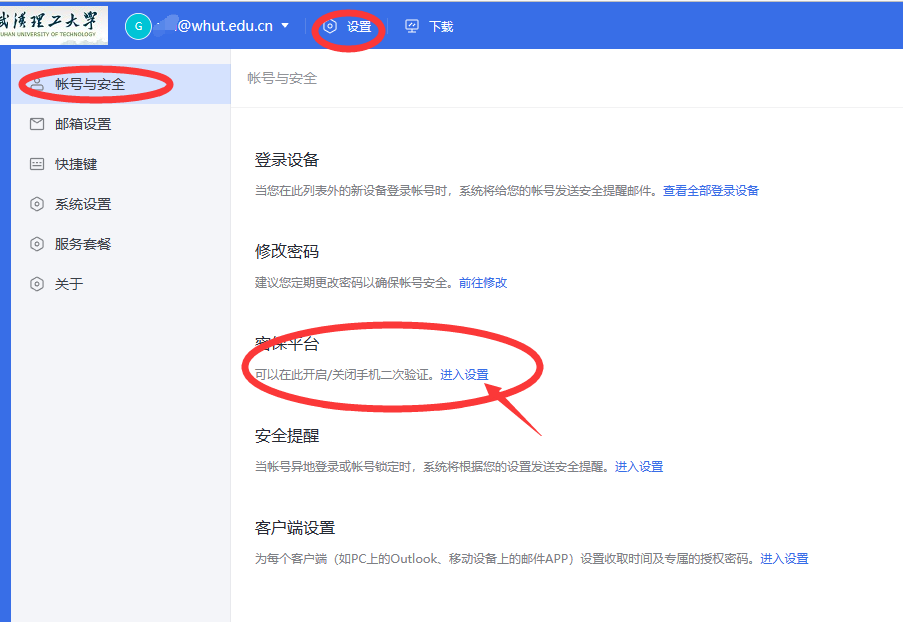 武汉理工大学
WUHAN UNIVERSITY OF TECHNOLOGY
G
@whut.edu.cn
设置
下载
帐号与安全
邮箱设置
快捷键
系统设置
服务套餐
关于
帐号与安全
登录设备
当您在此列表外的新设备登录帐号时，系统将给您的帐号发送安全提醒邮件。查看全部登录设备
修改密码
建议您定期更改密码以确保帐号安全。前往修改
密保平台
可以在此开启/关闭手机二次验证。进入设置
安全提醒
当帐号异地登录或帐号锁定时，系统将根据您的设置发送安全提醒。进入设置
客户端设置
为每个客户端（如PC上的Outlook、移动设备上的邮件APP）设置收取时间及专属的授权密码。进入设置